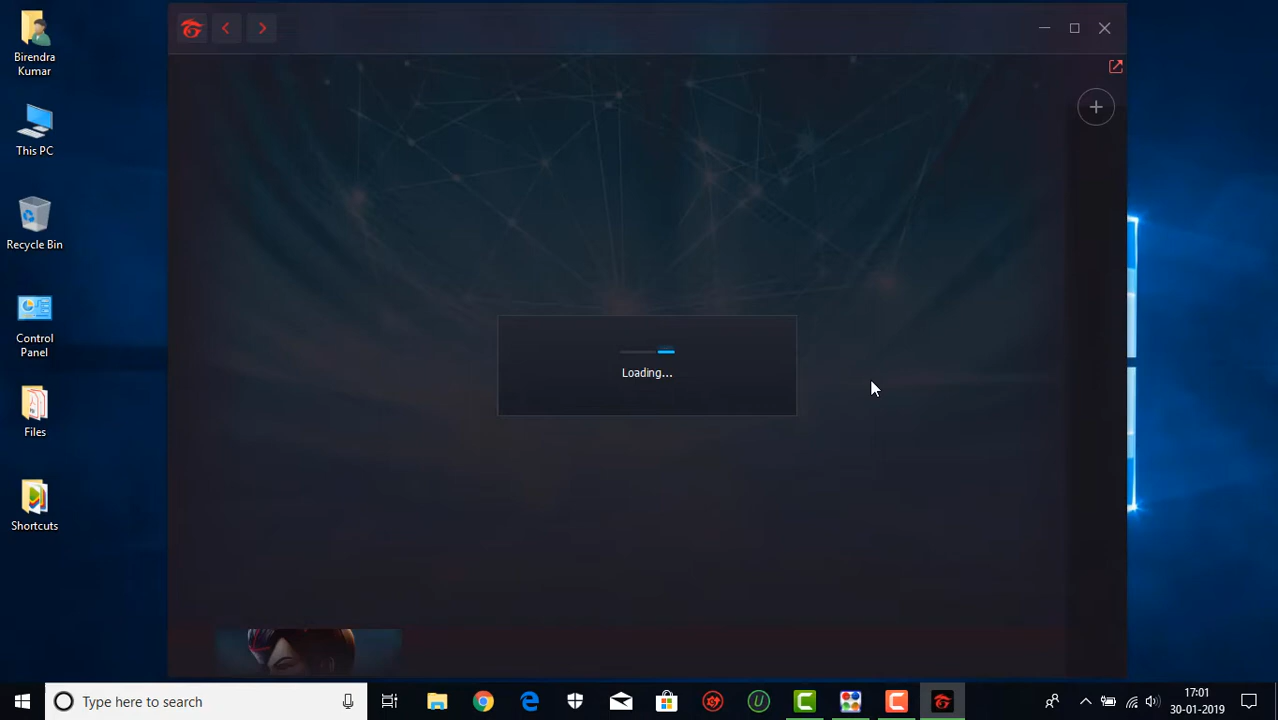 Birendra
Kumar
This PC
Recycle Bin
Control
Panel
Files
Shortcuts
Loading...
Type here to search
17:01
30-01-2019